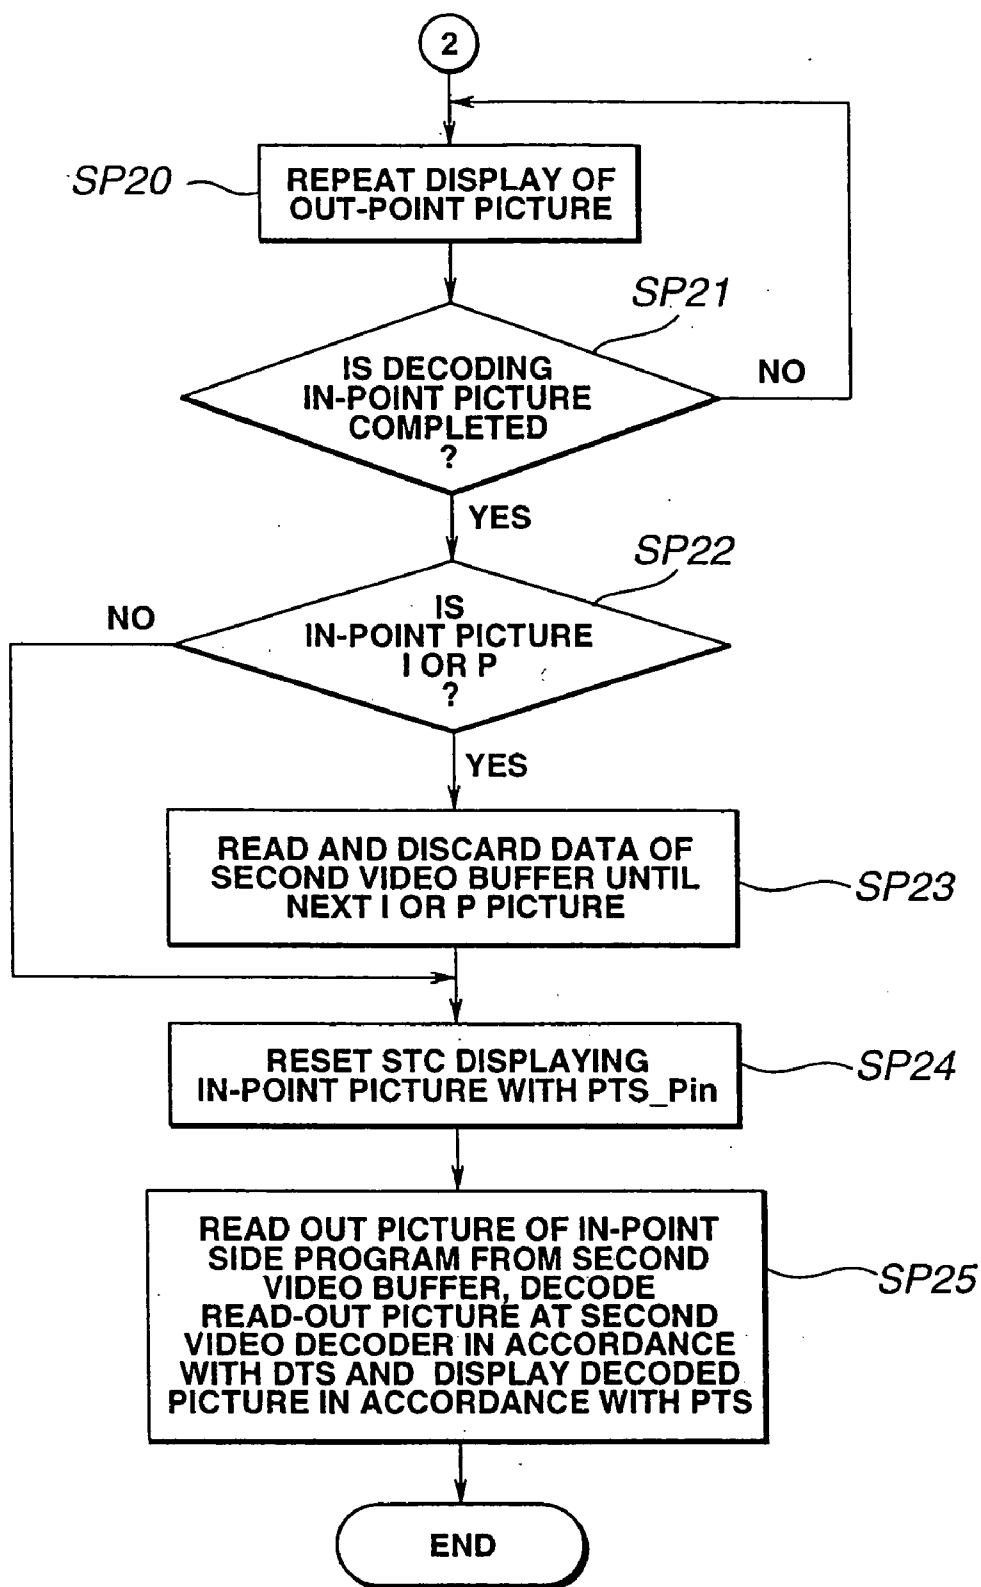 2
SP20
REPEAT DISPLAY OF
OUT-POINT PICTURE
SP21
IS DECODING
IN-POINT PICTURE
COMPLETED
?
NO
YES
SP22
NO
IS
IN-POINT PICTURE
I OR P
?
YES
READ AND DISCARD DATA OF
SECOND VIDEO BUFFER UNTIL
NEXT I OR P PICTURE
SP23
RESET STC DISPLAYING
IN-POINT PICTURE WITH PTS_Pin
SP24
READ OUT PICTURE OF IN-POINT
SIDE PROGRAM FROM SECOND
VIDEO BUFFER, DECODE
READ-OUT PICTURE AT SECOND
VIDEO DECODER IN ACCORDANCE
WITH DTS AND DISPLAY DECODED
PICTURE IN ACCORDANCE WITH PTS
SP25
END